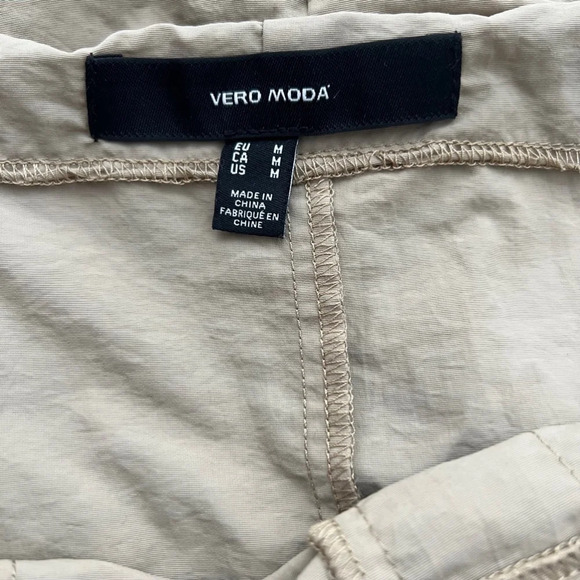 VERO MODA
EU M
CA M
US M
MADE IN
CHINA
FABRIQUÉ EN
CHINE